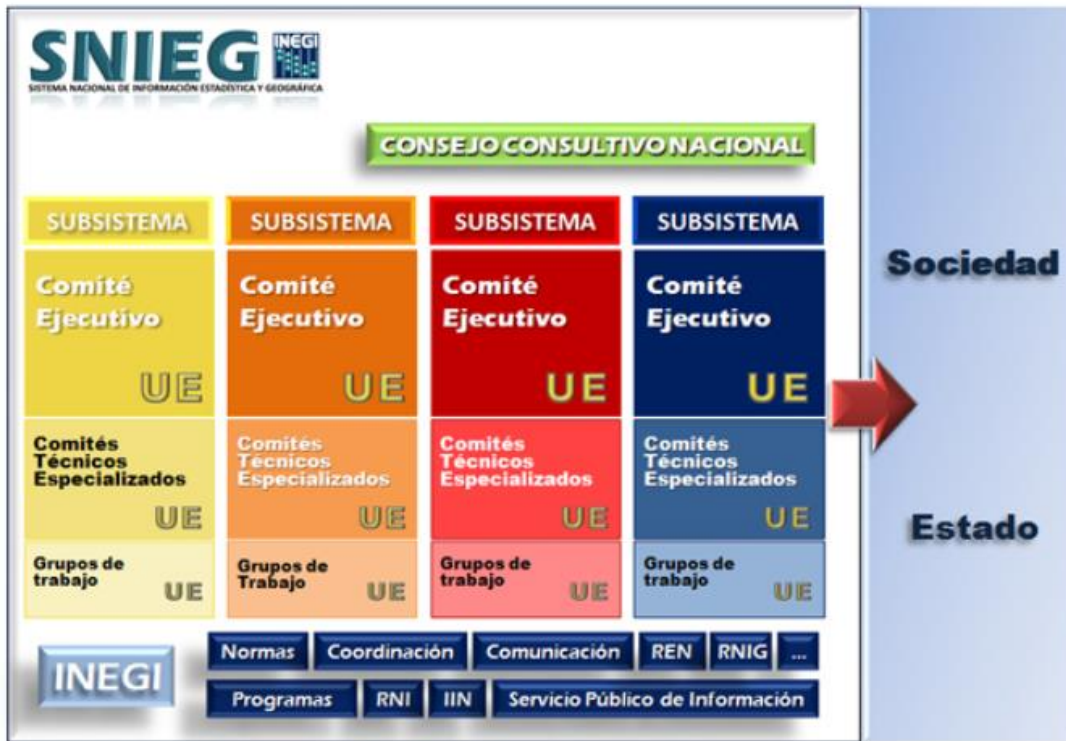 SNIEG INEGI
SISTEMA NACIONAL DE INFORMACIÓN ESTADÍSTICA Y GEOGRÁFICA
CONSEJO CONSULTIVO NACIONAL
SUBSISTEMA
Comité
Ejecutivo
UE
Comités
Técnicos
Especializados
UE
Grupos de
trabajo
UE
SUBSISTEMA
Comité
Ejecutivo
UE
Comités
Técnicos
Especializados
UE
Grupos de
Trabajo
UE
SUBSISTEMA
Comité
Ejecutivo
UE
Comités
Técnicos
Especializados
UE
Grupos de
trabajo
UE
SUBSISTEMA
Comité
Ejecutivo
UE
Comités
Técnicos
Especializados
UE
Grupos de
trabajo
UE
INEGI
Normas Coordinación Comunicación REN RNIG ...
Programas RNI IIN Servicio Público de Información
Sociedad
Estado